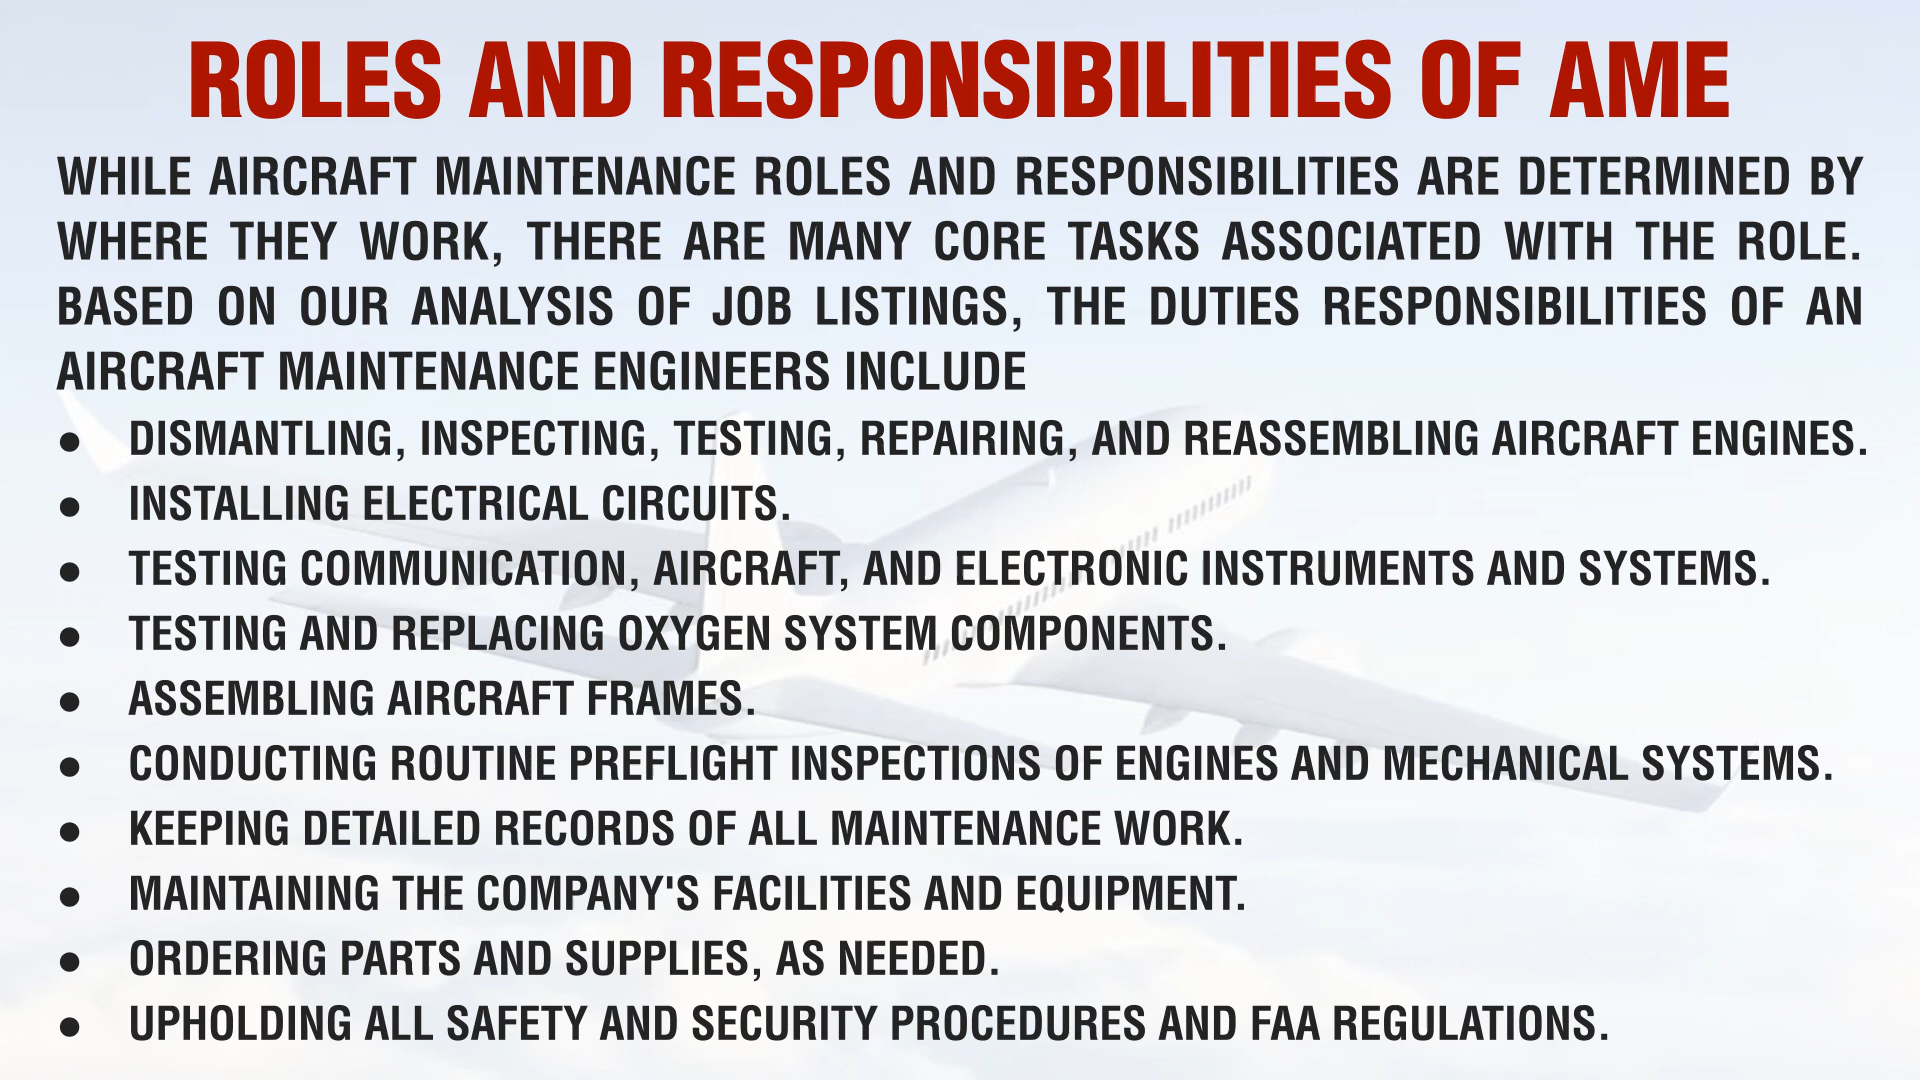 ROLES AND RESPONSIBILITIES OF AME
WHILE AIRCRAFT MAINTENANCE ROLES AND RESPONSIBILITIES ARE DETERMINED BY
WHERE THEY WORK, THERE ARE MANY CORE TASKS ASSOCIATED WITH THE ROLE.
BASED ON OUR ANALYSIS OF JOB LISTINGS, THE DUTIES RESPONSIBILITIES OF AN
AIRCRAFT MAINTENANCE ENGINEERS INCLUDE
● DISMANTLING, INSPECTING, TESTING, REPAIRING, AND REASSEMBLING AIRCRAFT ENGINES.
● INSTALLING ELECTRICAL CIRCUITS.
● TESTING COMMUNICATION, AIRCRAFT, AND ELECTRONIC INSTRUMENTS AND SYSTEMS.
● TESTING AND REPLACING OXYGEN SYSTEM COMPONENTS.
● ASSEMBLING AIRCRAFT FRAMES.
● CONDUCTING ROUTINE PREFLIGHT INSPECTIONS OF ENGINES AND MECHANICAL SYSTEMS.
● KEEPING DETAILED RECORDS OF ALL MAINTENANCE WORK.
● MAINTAINING THE COMPANY'S FACILITIES AND EQUIPMENT.
● ORDERING PARTS AND SUPPLIES, AS NEEDED.
● UPHOLDING ALL SAFETY AND SECURITY PROCEDURES AND FAA REGULATIONS.